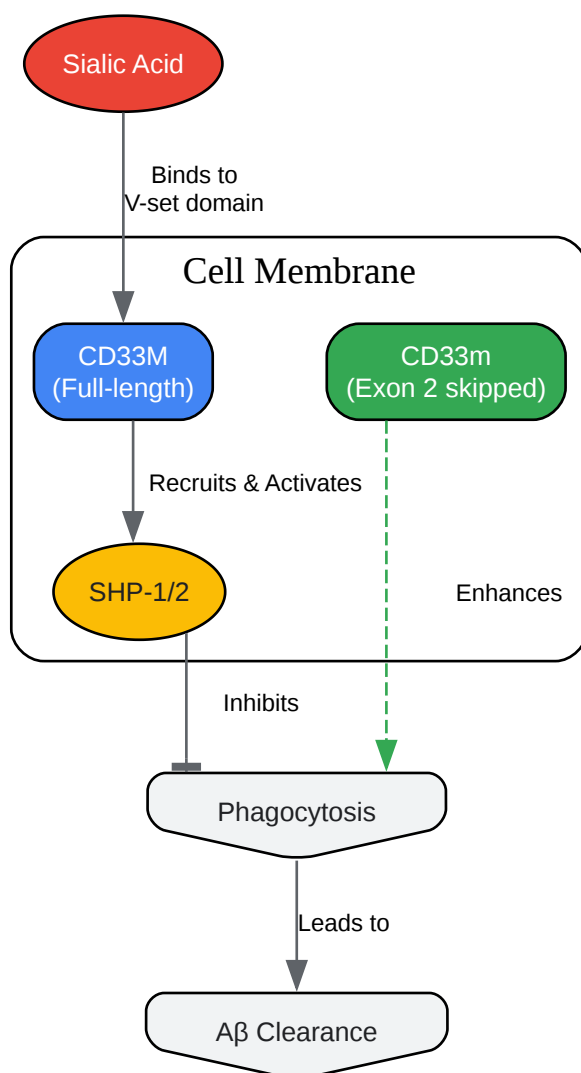 Sialic Acid
Binds to
V-set domain
Cell Membrane
CD33M
(Full-length)
CD33m
(Exon 2 skipped)
Recruits & Activates
SHP-1/2
Enhances
Inhibits
Phagocytosis
Leads to
Aβ Clearance